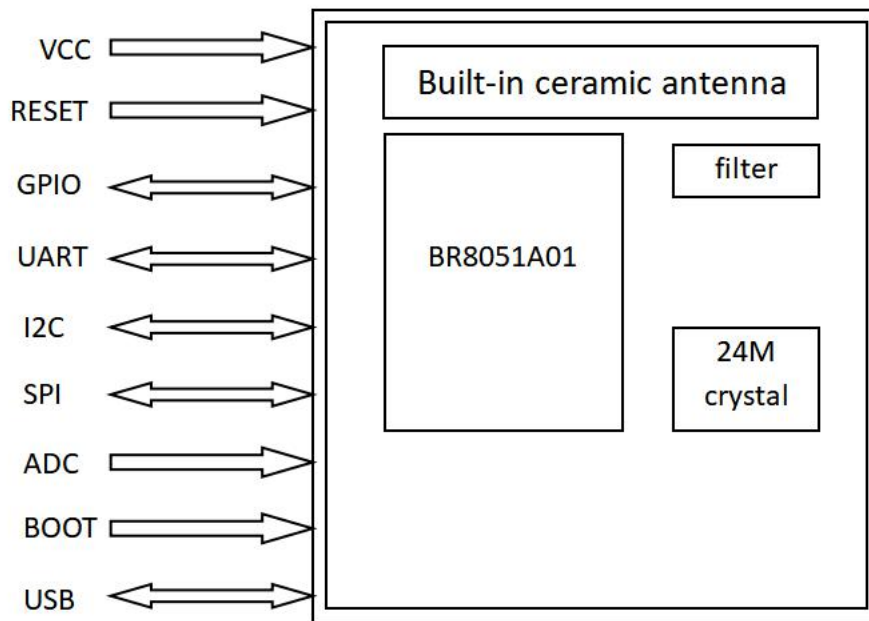 VCC
RESET
GPIO
UART
I2C
SPI
ADC
BOOT
USB
Built-in ceramic antenna
BR8051A01
filter
24M
crystal